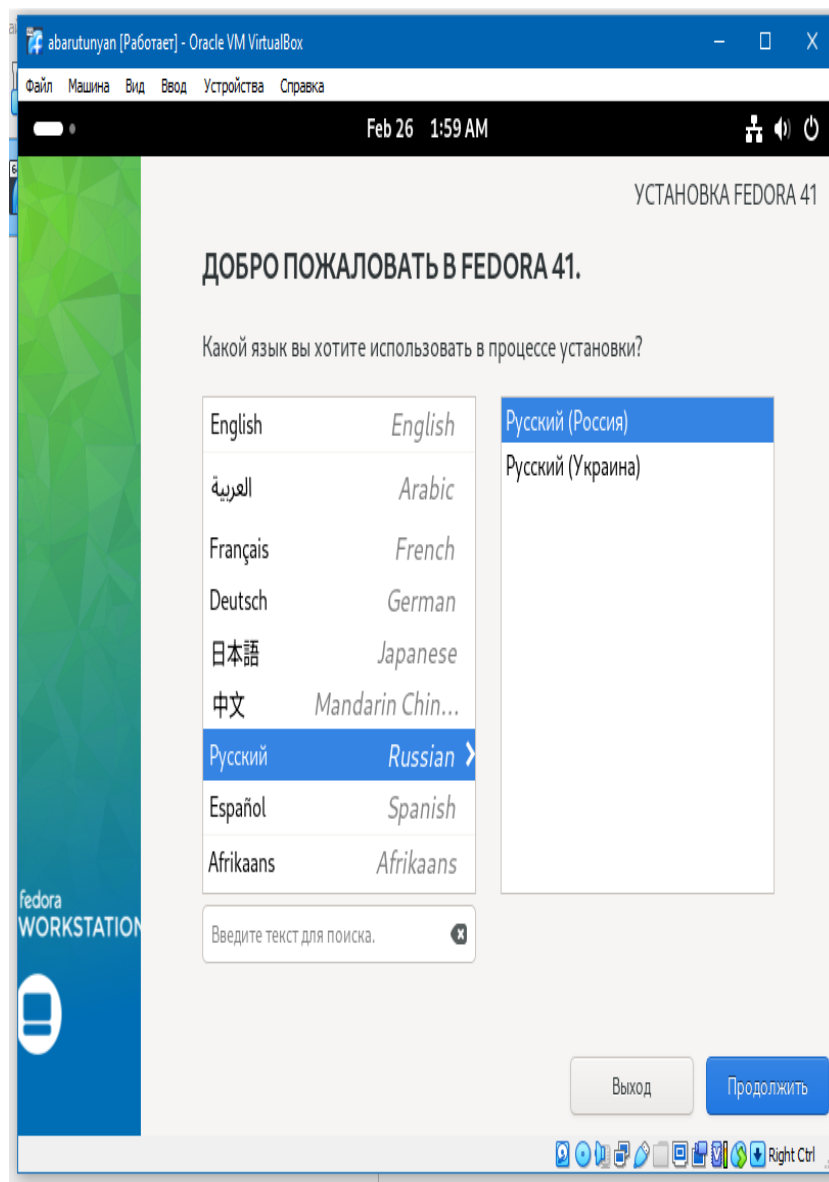 abarutunyan [Работает] - Oracle VM VirtualBox
Файл Машина Вид Ввод Устройства Справка
Feb 26 1:59 AM
УСТАНОВКА FEDORA 41
ДОБРО ПОЖАЛОВАТЬ В FEDORA 41.
Какой язык вы хотите использовать в процессе установки?
English English
العربية Arabic
Français French
Deutsch German
日本語 Japanese
中文 Mandarin Chin...
Русский Russian
Español Spanish
Afrikaans Afrikaans
Русский (Россия)
Русский (Украина)
Введите текст для поиска.
fedora
WORKSTATION
Выход Продолжить
Right Ctrl